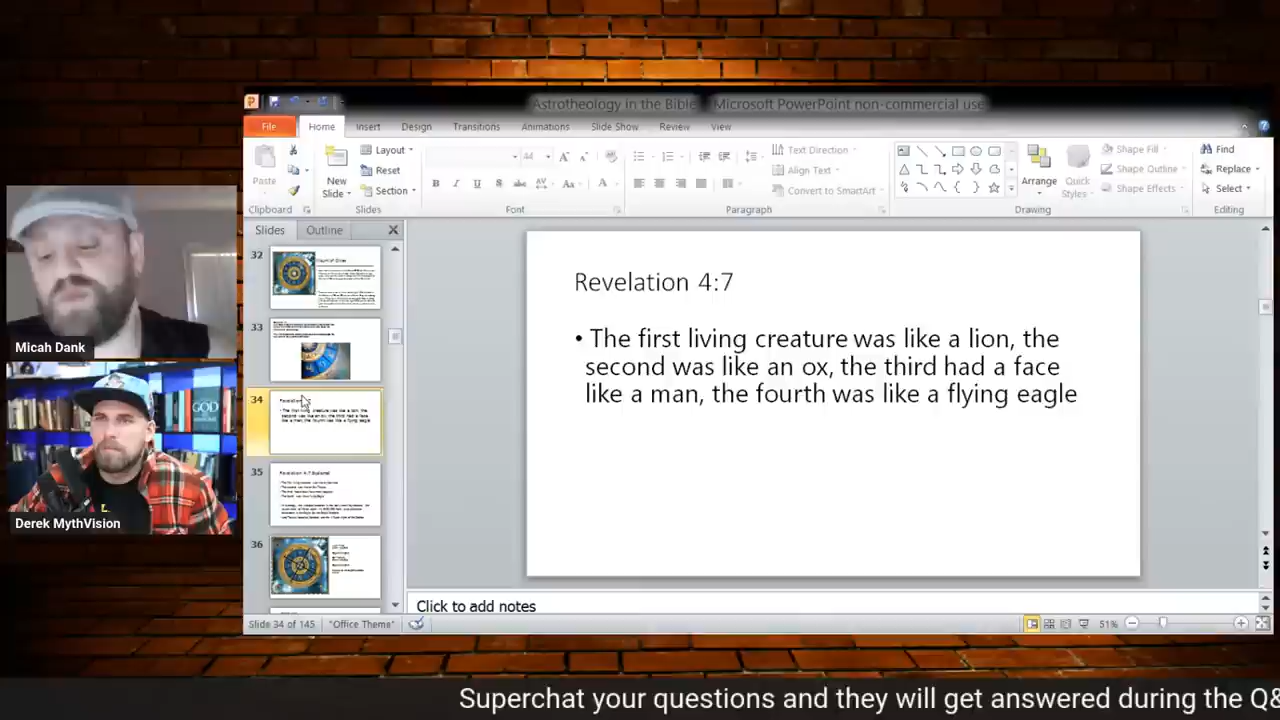 Astrotheology in the Bible - Microsoft PowerPoint non-commercial use
File Home Insert Design Transitions Animations Slide Show Review View
Paste
Clipboard
New
Slide
Layout
Reset
Section
Slides
44
Font
Text Direction
Align Text
Convert to SmartArt
Paragraph
Arrange
Quick
Styles
Shape Fill
Shape Outline
Shape Effects
Drawing
Find
Replace
Select
Editing
Slides Outline
32
33
34
35
Revelation 4:7
36
Revelation 4:7
• The first living creature was like a lion, the
second was like an ox, the third had a face
like a man, the fourth was like a flying eagle
Click to add notes
Slide 34 of 145 "Office Theme" 51%
Micah Dank
GOD
Derek MythVision
Superchat your questions and they will get answered during the Q&